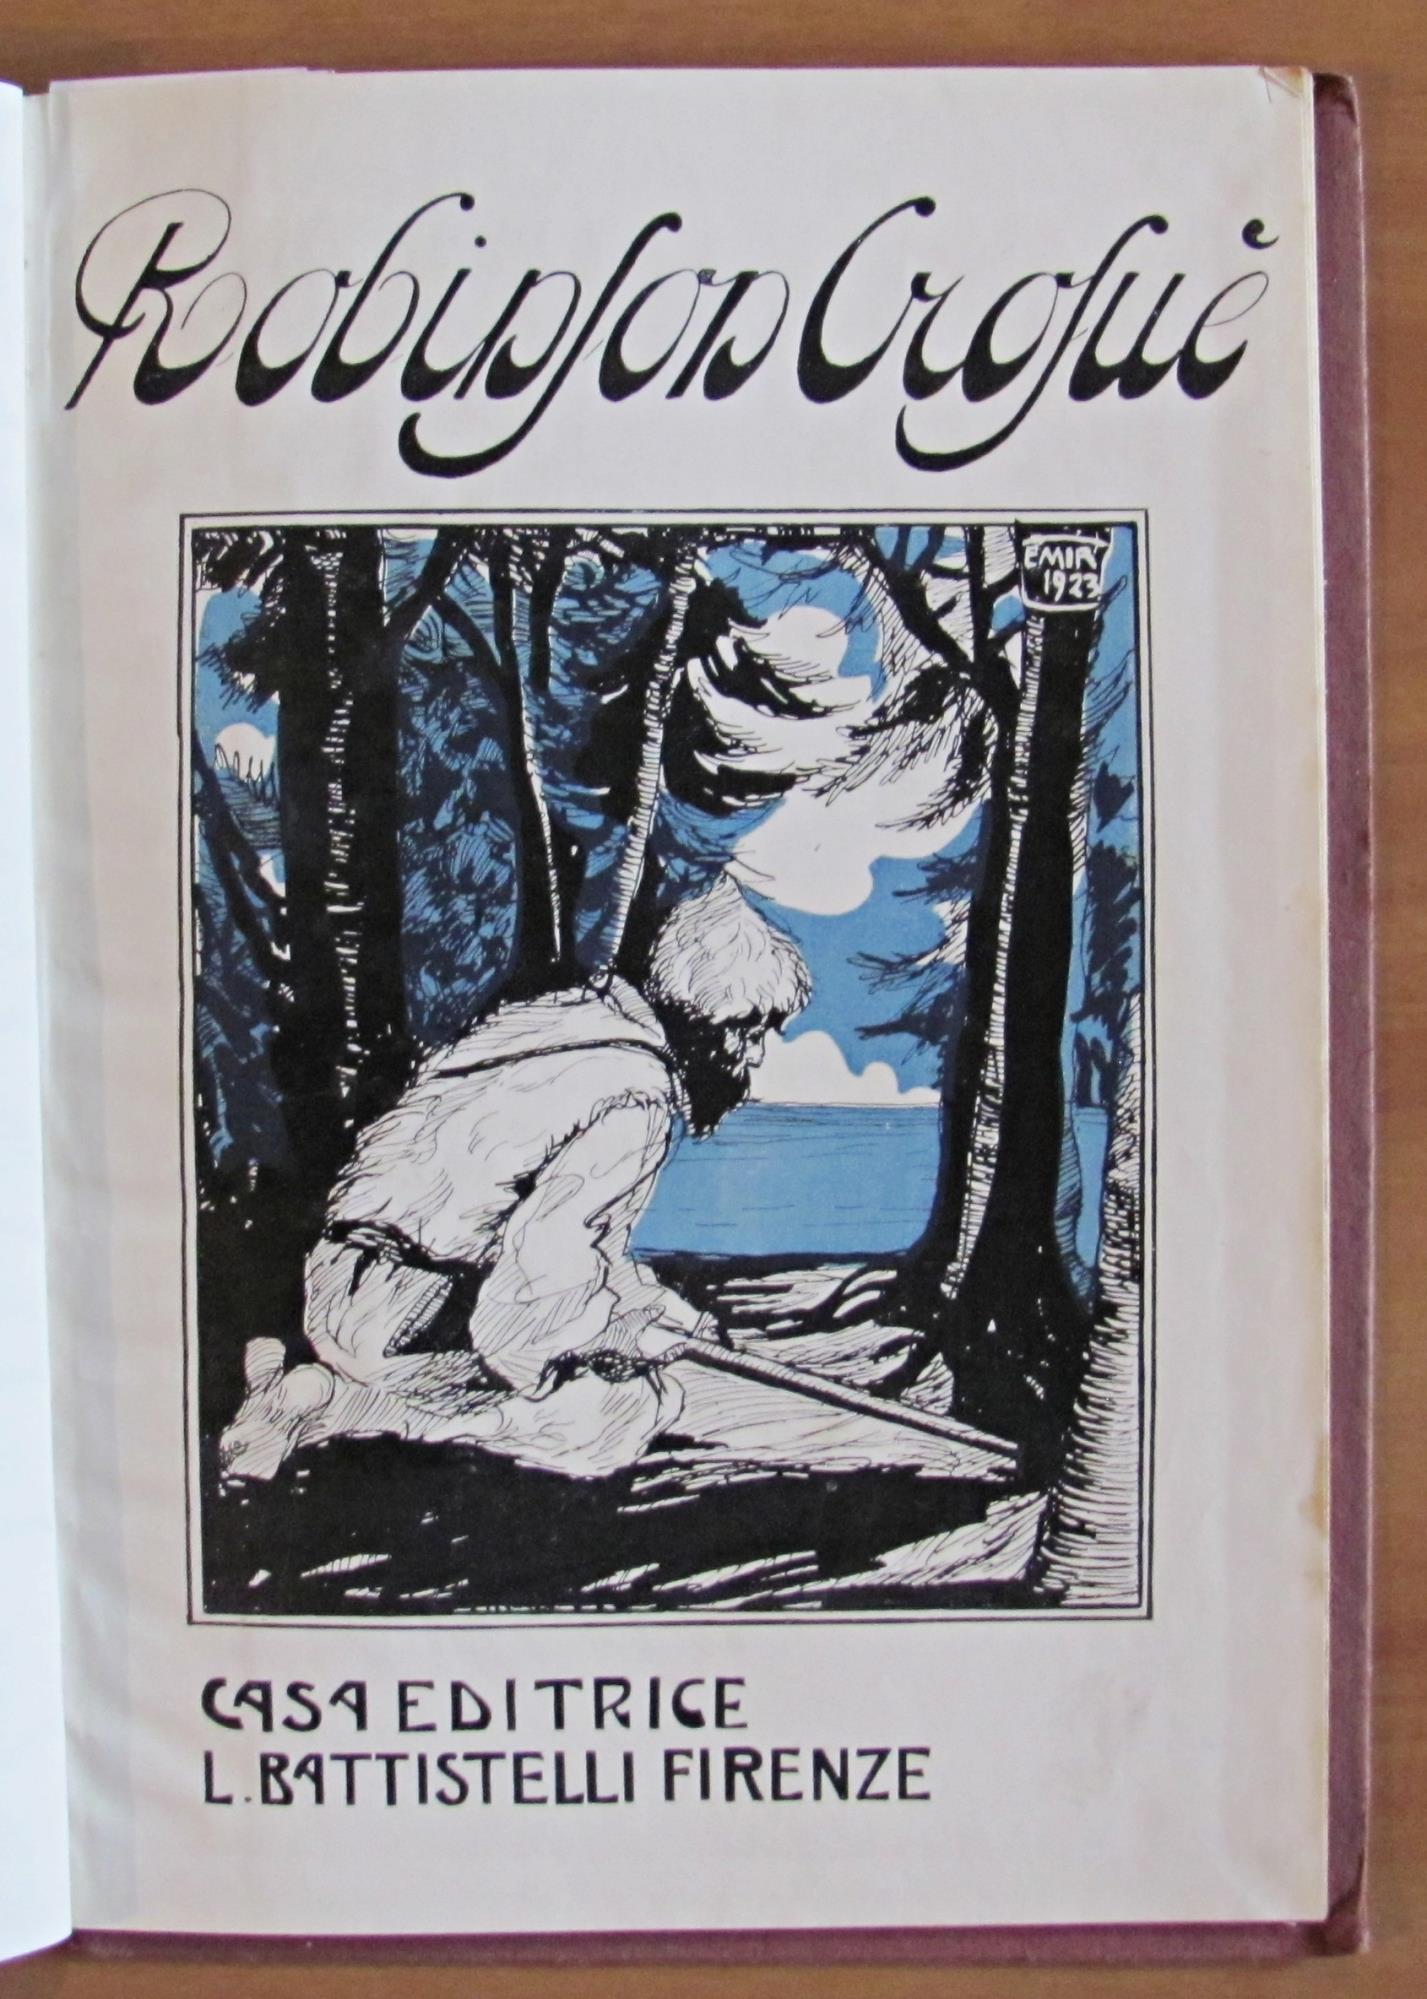 Robinson Crosuè
EMIR
1923
CASA EDITRICE
L. BATTISTELLI FIRENZE